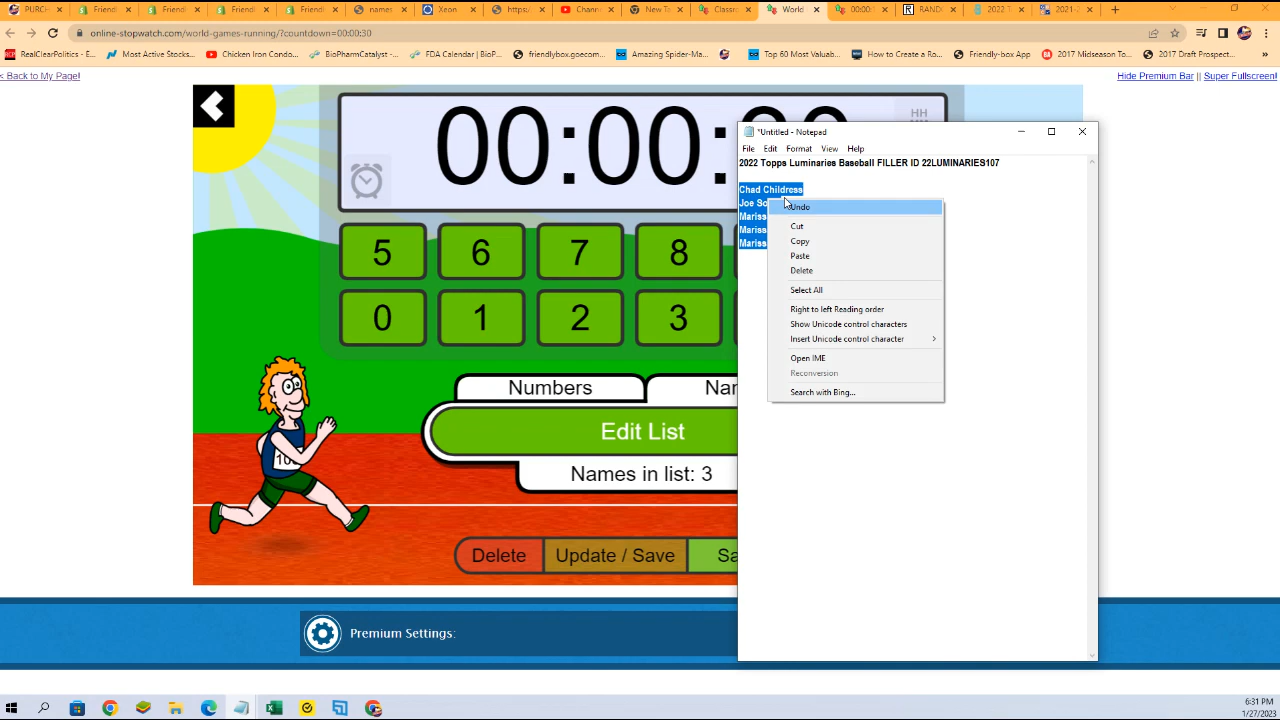 PURCH
Friendl
Friendl
Friendl
Friendl
names
Xeon
https:/
Chann
New To
Classro
World
00:00:
RAND
2022 T
2021-
online-stopwatch.com/world-games-running/?countdown=00:00:30
RealClearPolitics - ...
Most Active Stocks...
Chicken Iron Condo...
BioPharmCatalyst -...
FDA Calendar | BioP...
friendlybox.goecom...
Amazing Spider-Ma...
Top 60 Most Valuab...
How to Create a Ro...
Friendly-box App
2017 Midseason To...
2017 Draft Prospect...
< Back to My Page!
Hide Premium Bar || Super Fullscreen!
HH
*Untitled - Notepad
File Edit Format View Help
2022 Topps Luminaries Baseball FILLER ID 22LUMINARIES107
Chad Childress
Joe
Mariss
Mariss
Mariss
Undo
Cut
Copy
Paste
Delete
Select All
Right to left Reading order
Show Unicode control characters
Insert Unicode control character
Open IME
Reconversion
Search with Bing...
00:00:
5 6 7 8
0 1 2 3
Numbers
Nar
Edit List
Names in list: 3
10
Delete
Update / Save
Sa
Premium Settings:
6:31 PM
1/27/2023